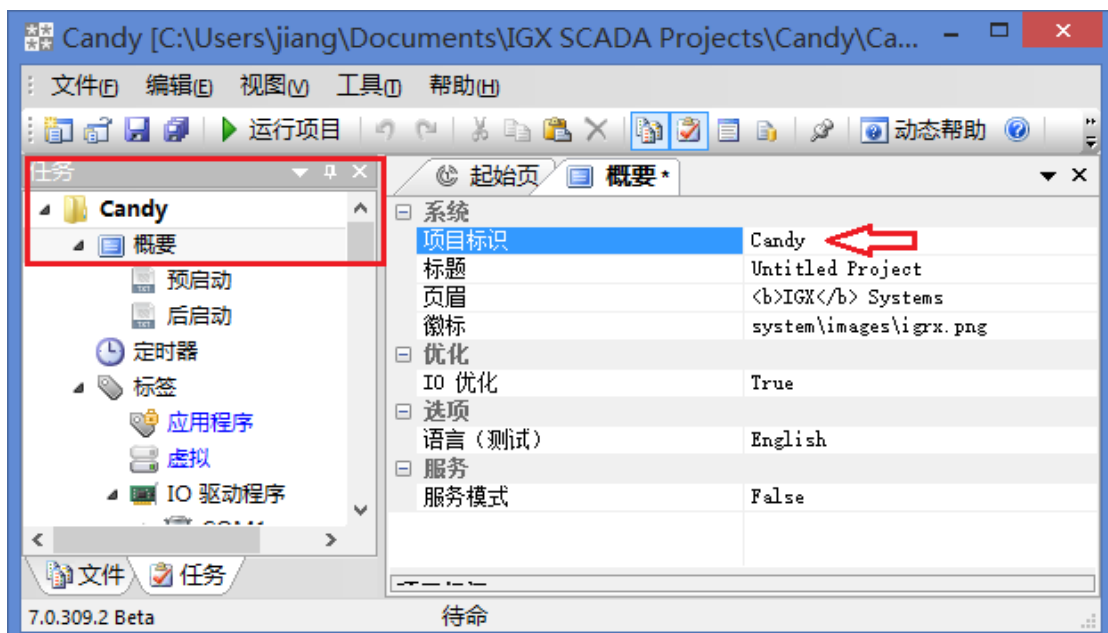 Candy [C:\Users\jiang\Documents\IGX SCADA Projects\Candy\Ca...
文件(F) 编辑(E) 视图(V) 工具(T) 帮助(H)
运行项目 动态帮助
任务
Candy
概要
预启动
后启动
定时器
标签
应用程序
虚拟
IO 驱动程序
文件 任务
起始页 概要*
系统
项目标识 Candy
标题 Untitled Project
页眉 <b>IGX</b> Systems
徽标 system\images\igrx.png
优化
IO 优化 True
选项
语言（测试） English
服务
服务模式 False
7.0.309.2 Beta 待命